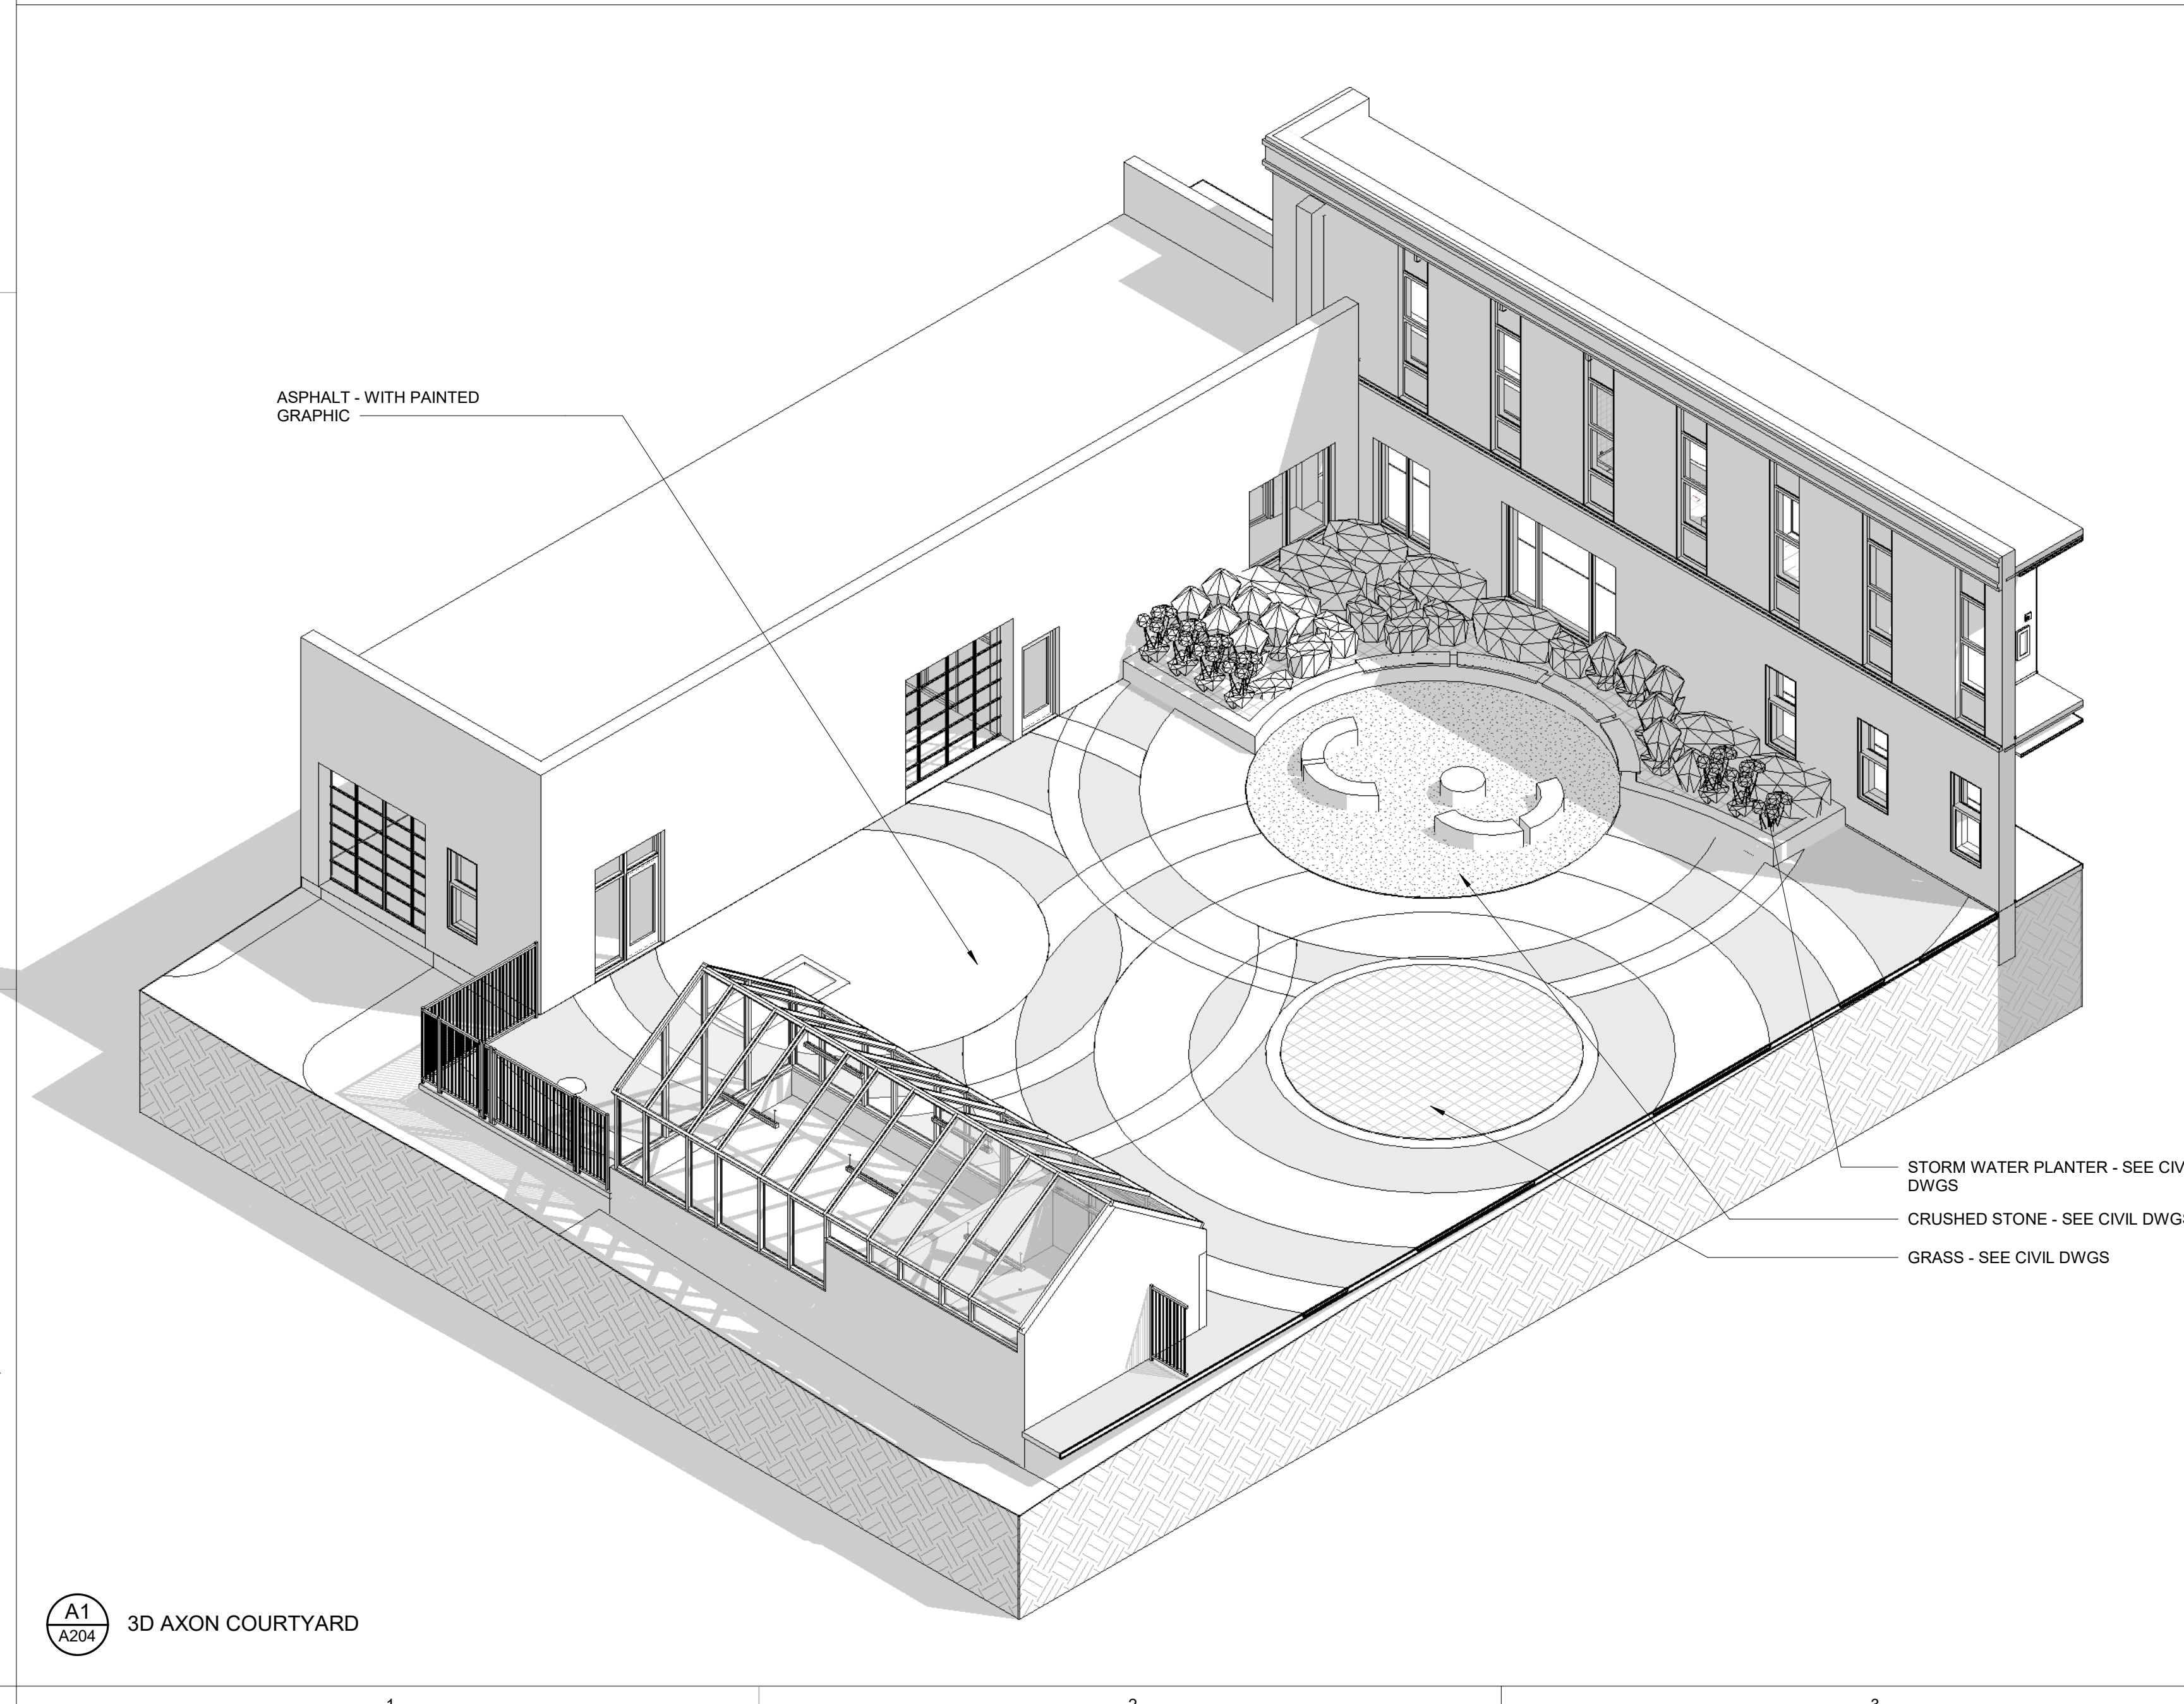 ASPHALT - WITH PAINTED
GRAPHIC
STORM WATER PLANTER - SEE CIV
DWGS
CRUSHED STONE - SEE CIVIL DWG
GRASS - SEE CIVIL DWGS
A1
A204
3D AXON COURTYARD
1
2
3